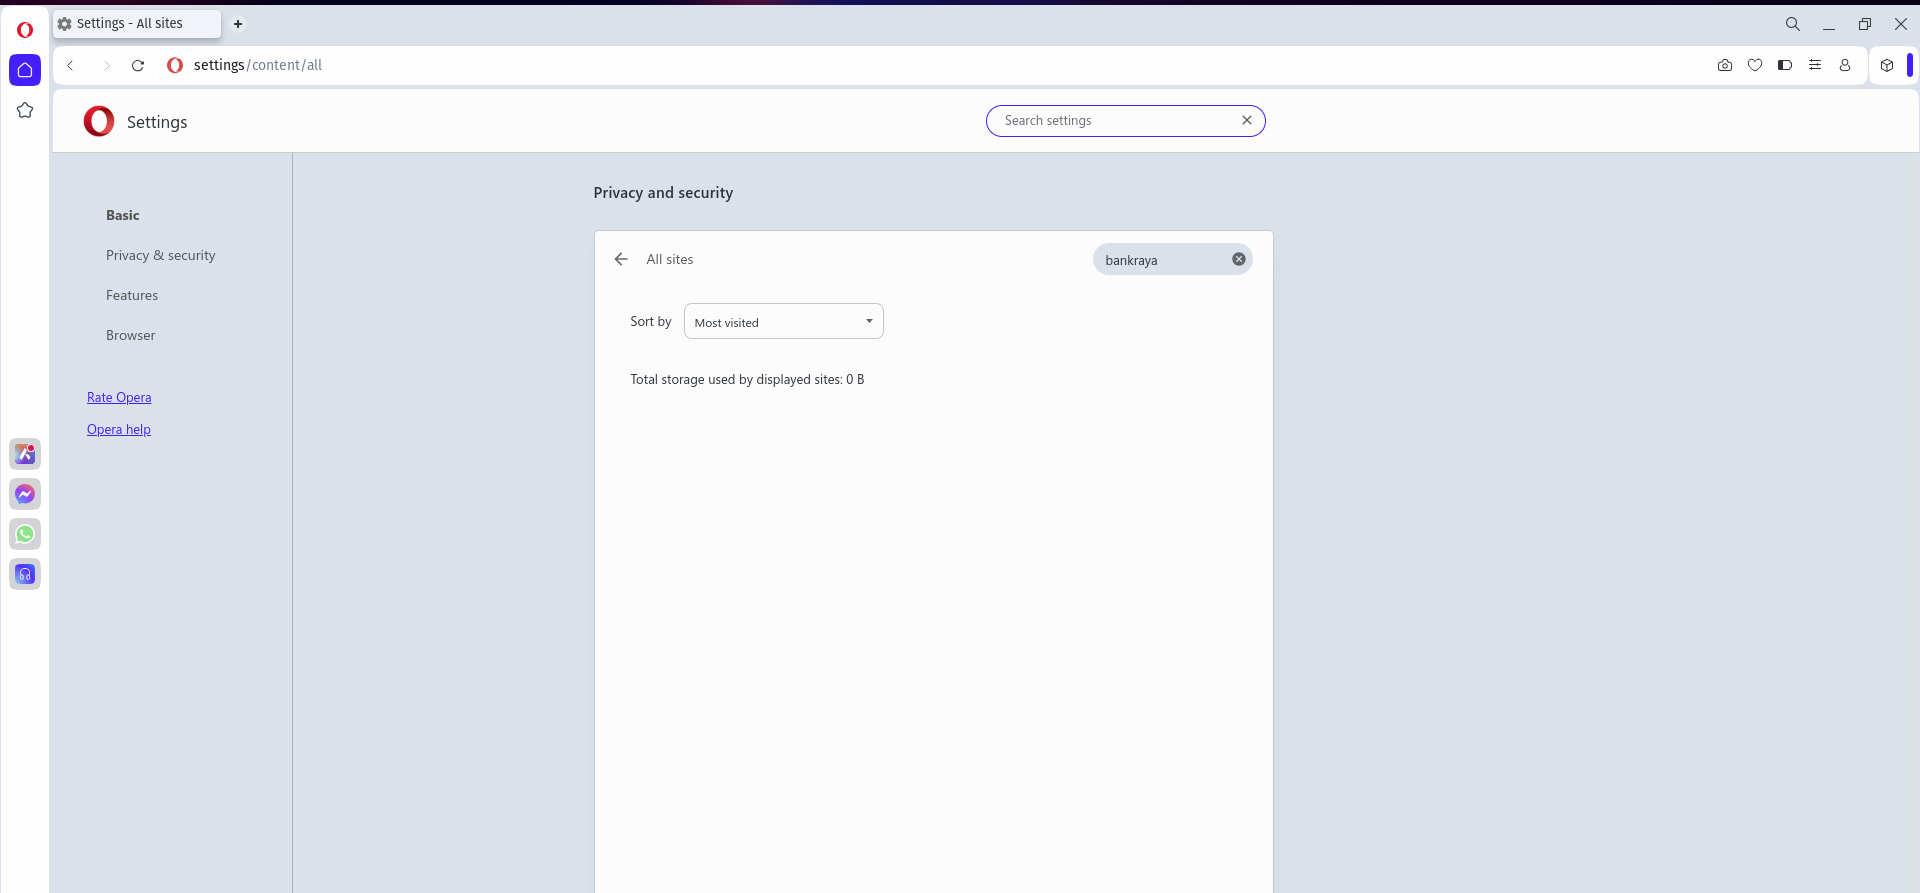 Settings - All sites
settings/content/all
Settings
Search settings
Basic
Privacy & security
Features
Browser
Rate Opera
Opera help
Privacy and security
All sites
bankraya
Sort by
Most visited
Total storage used by displayed sites: 0 B